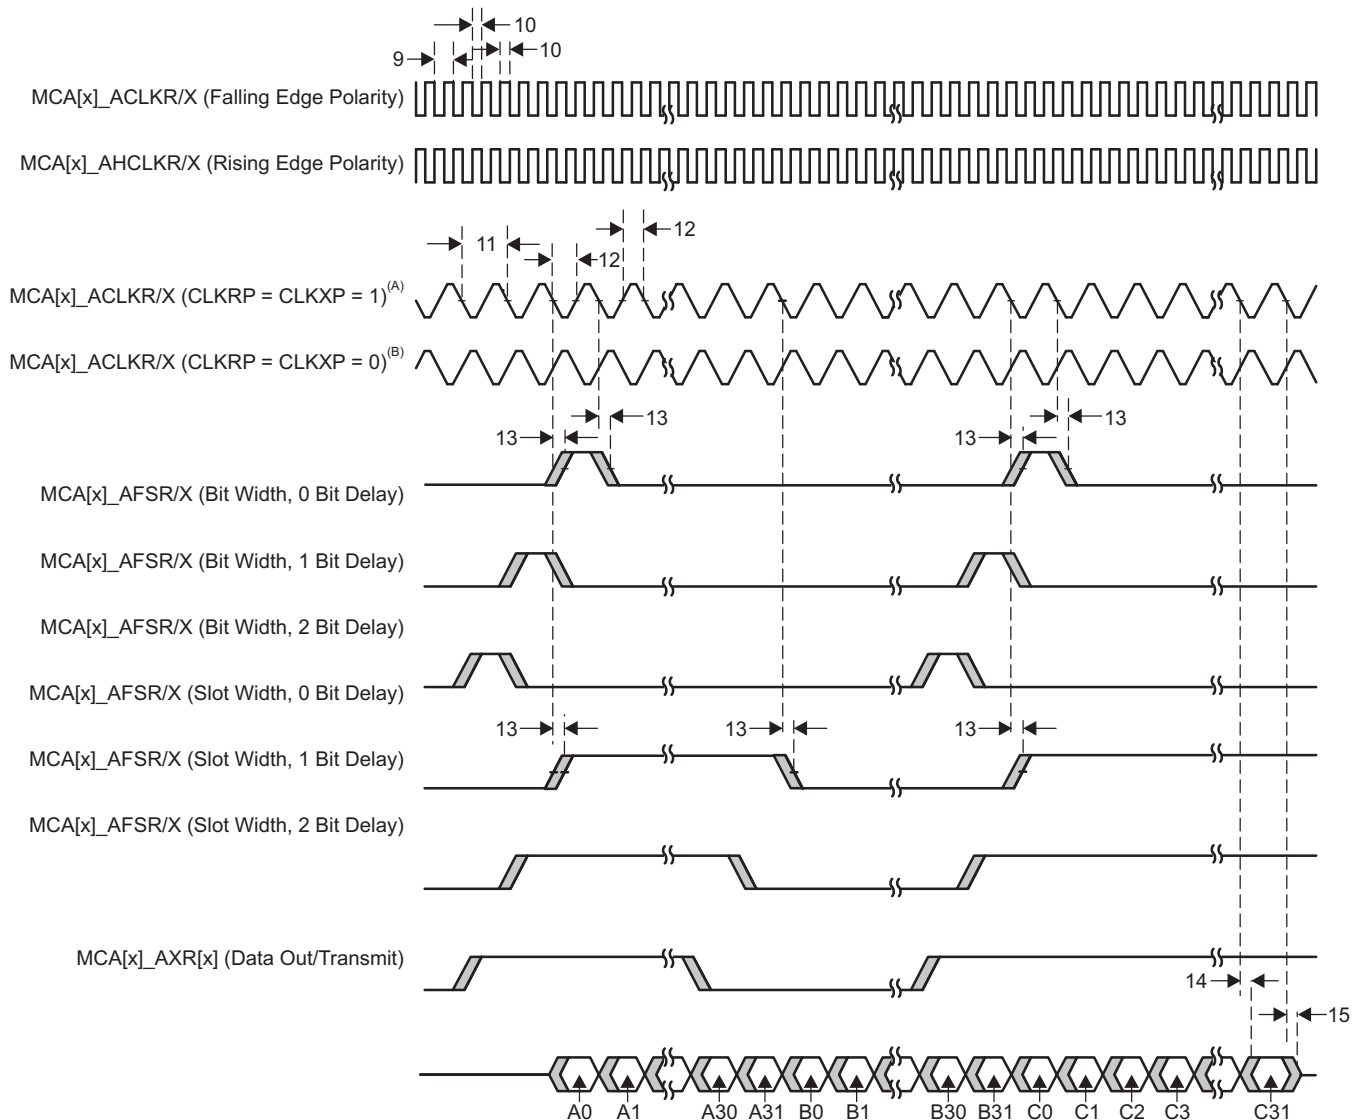 10
10
9
MCA[x]_ACLKR/X (Falling Edge Polarity)
MCA[x]_AHCLKR/X (Rising Edge Polarity)
12
11
12
MCA[x]_ACLKR/X (CLKRP = CLKXP = 1)(A)
MCA[x]_ACLKR/X (CLKRP = CLKXP = 0)(B)
13
13
13
13
MCA[x]_AFSR/X (Bit Width, 0 Bit Delay)
MCA[x]_AFSR/X (Bit Width, 1 Bit Delay)
MCA[x]_AFSR/X (Bit Width, 2 Bit Delay)
MCA[x]_AFSR/X (Slot Width, 0 Bit Delay)
13
13
13
MCA[x]_AFSR/X (Slot Width, 1 Bit Delay)
MCA[x]_AFSR/X (Slot Width, 2 Bit Delay)
MCA[x]_AXR[x] (Data Out/Transmit)
14
15
A0 A1 A30 A31 B0 B1 B30 B31 C0 C1 C2 C3 C31